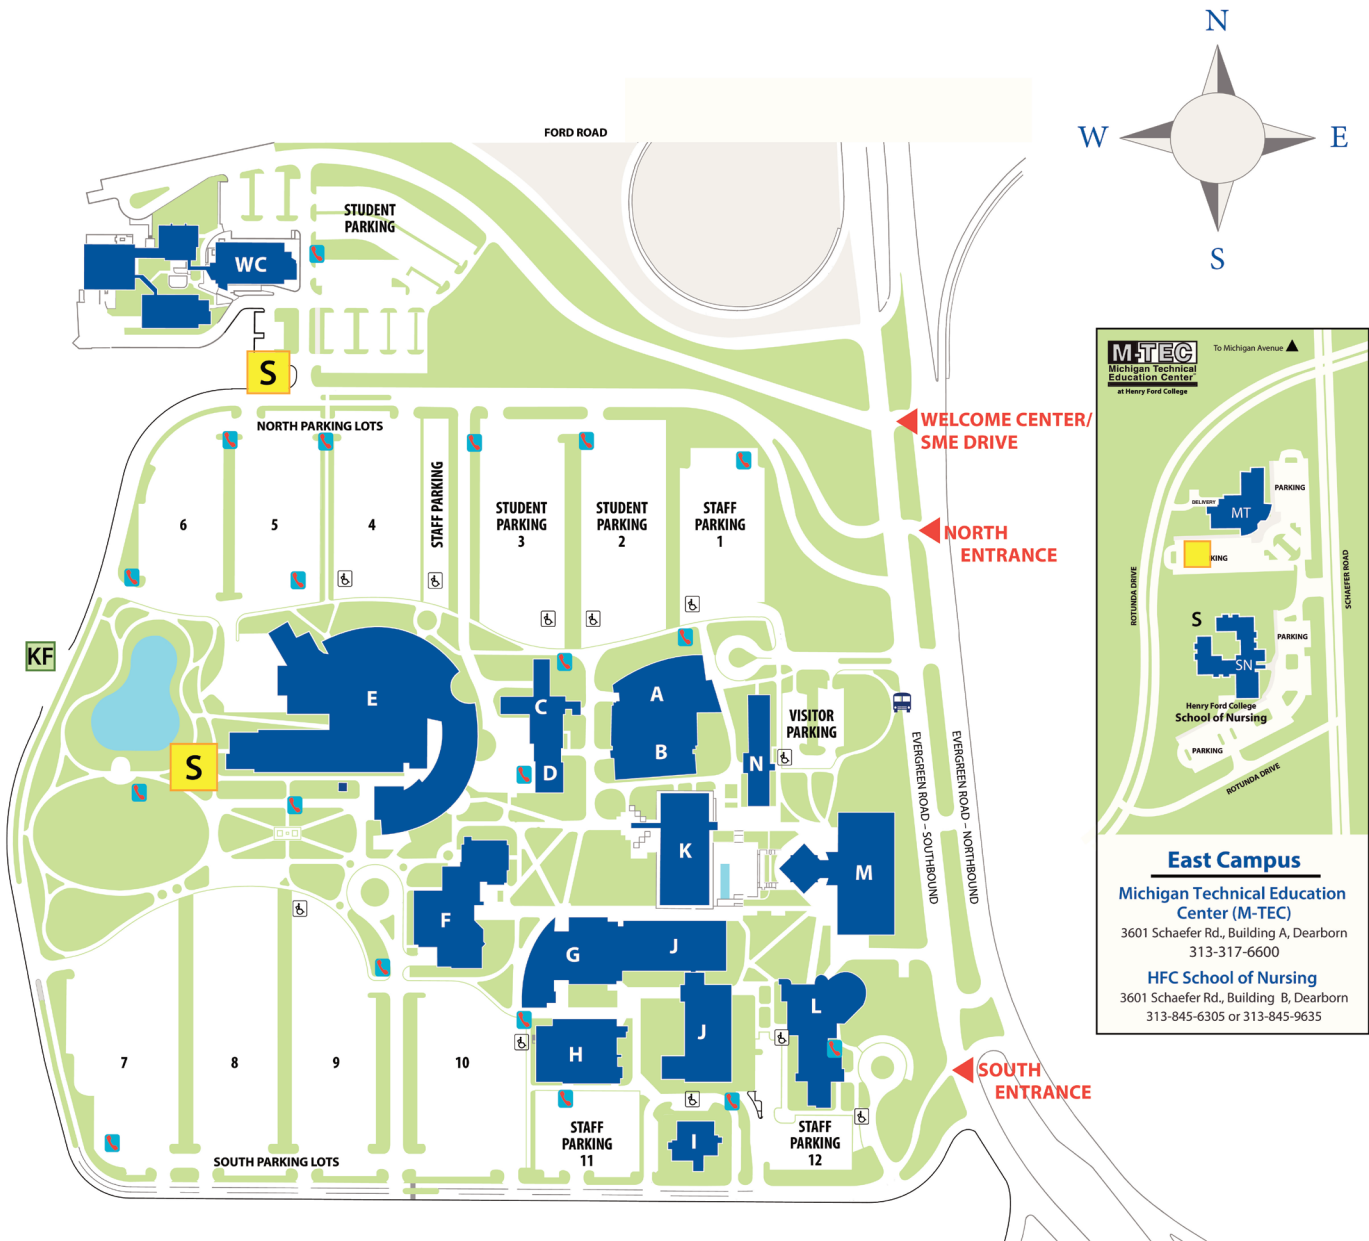 N
W
E
S
FORD ROAD
STUDENT
PARKING
WC
S
NORTH PARKING LOTS
WELCOME CENTER/
SME DRIVE
6
5
4
STAFF PARKING
STUDENT
PARKING
3
STUDENT
PARKING
2
STAFF
PARKING
1
NORTH
ENTRANCE
KF
E
C
D
A
B
N
VISITOR
PARKING
S
EVERGREEN ROAD – SOUTHBOUND
EVERGREEN ROAD – NORTHBOUND
K
M
F
G
J
J
L
H
I
7
8
9
10
SOUTH
ENTRANCE
STAFF
PARKING
11
STAFF
PARKING
12
SOUTH PARKING LOTS
M-TEC
Michigan Technical
Education Center
at Henry Ford College
To Michigan Avenue
PARKING
DELIVERY
MT
KING
ROTUNDA DRIVE
SCHAEFER ROAD
S
PARKING
SN
Henry Ford College
School of Nursing
PARKING
ROTUNDA DRIVE
East Campus
Michigan Technical Education
Center (M-TEC)
3601 Schaefer Rd., Building A, Dearborn
313-317-6600
HFC School of Nursing
3601 Schaefer Rd., Building B, Dearborn
313-845-6305 or 313-845-9635